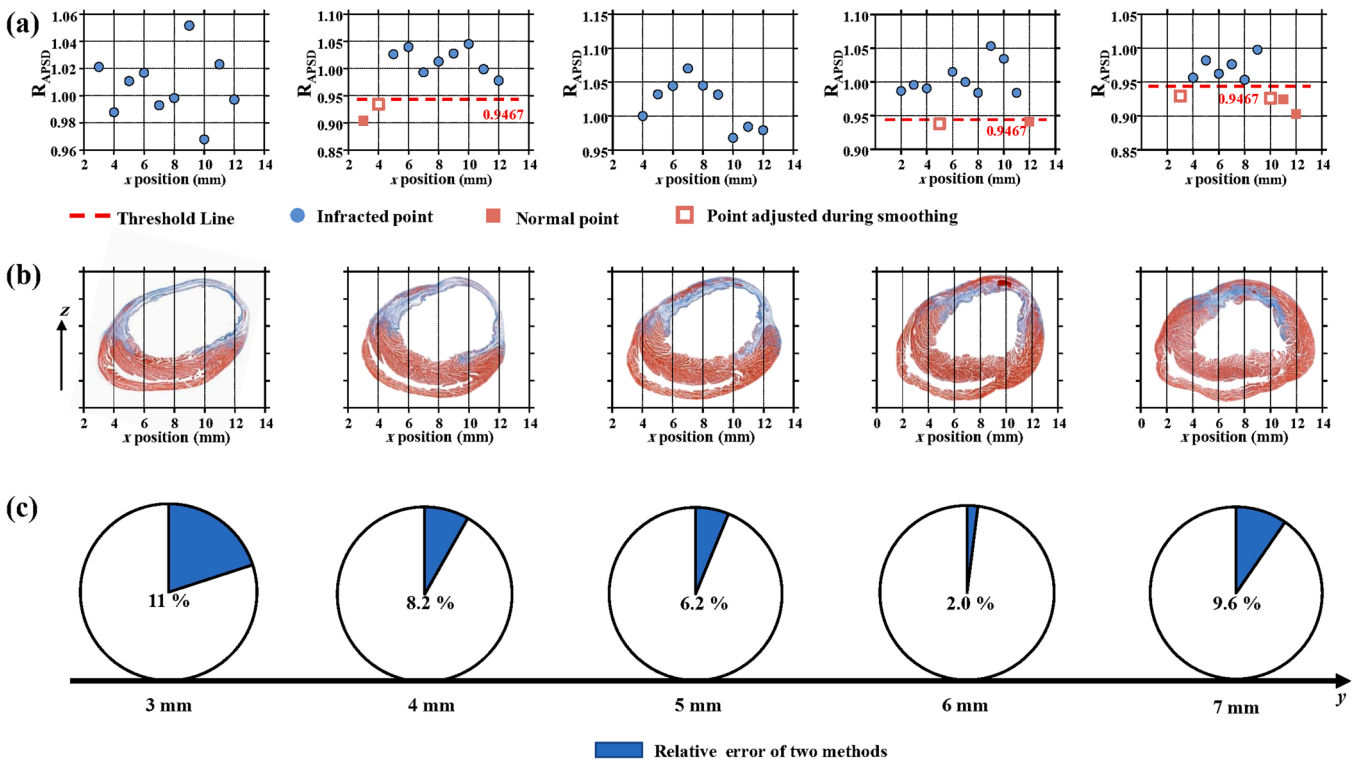 (a)
R_APSD
1.06
1.04
1.02
1.00
0.98
0.96
2 4 6 8 10 12 14
x position (mm)
R_APSD
1.10
1.05
1.00
0.95
0.90
0.85
0.9467
2 4 6 8 10 12 14
x position (mm)
R_APSD
1.15
1.10
1.05
1.00
0.95
2 4 6 8 10 12 14
x position (mm)
R_APSD
1.10
1.05
1.00
0.95
0.90
0.9467
2 4 6 8 10 12 14
x position (mm)
R_APSD
1.05
1.00
0.95
0.90
0.85
0.9467
2 4 6 8 10 12 14
x position (mm)
Threshold Line Infracted point Normal point Point adjusted during smoothing
(b)
z
2 4 6 8 10 12 14
x position (mm)
2 4 6 8 10 12 14
x position (mm)
2 4 6 8 10 12 14
x position (mm)
0 2 4 6 8 10 12 14
x position (mm)
0 2 4 6 8 10 12 14
x position (mm)
(c)
11 % 8.2 % 6.2 % 2.0 % 9.6 %
3 mm 4 mm 5 mm 6 mm 7 mm y
Relative error of two methods